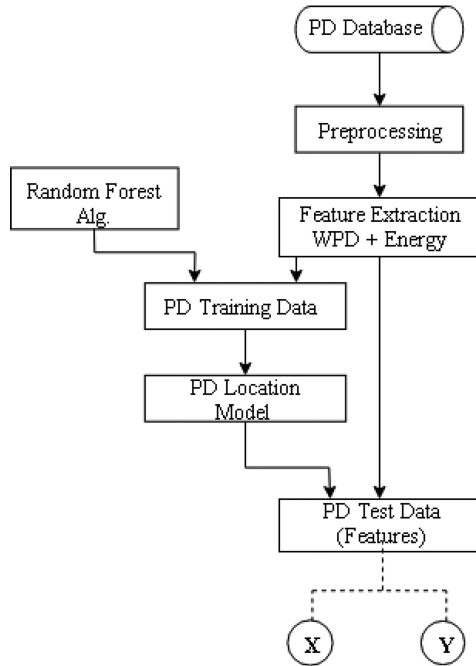 PD Database
Preprocessing
Random Forest
Alg.
Feature Extraction
WPD + Energy
PD Training Data
PD Location
Model
PD Test Data
(Features)
X
Y